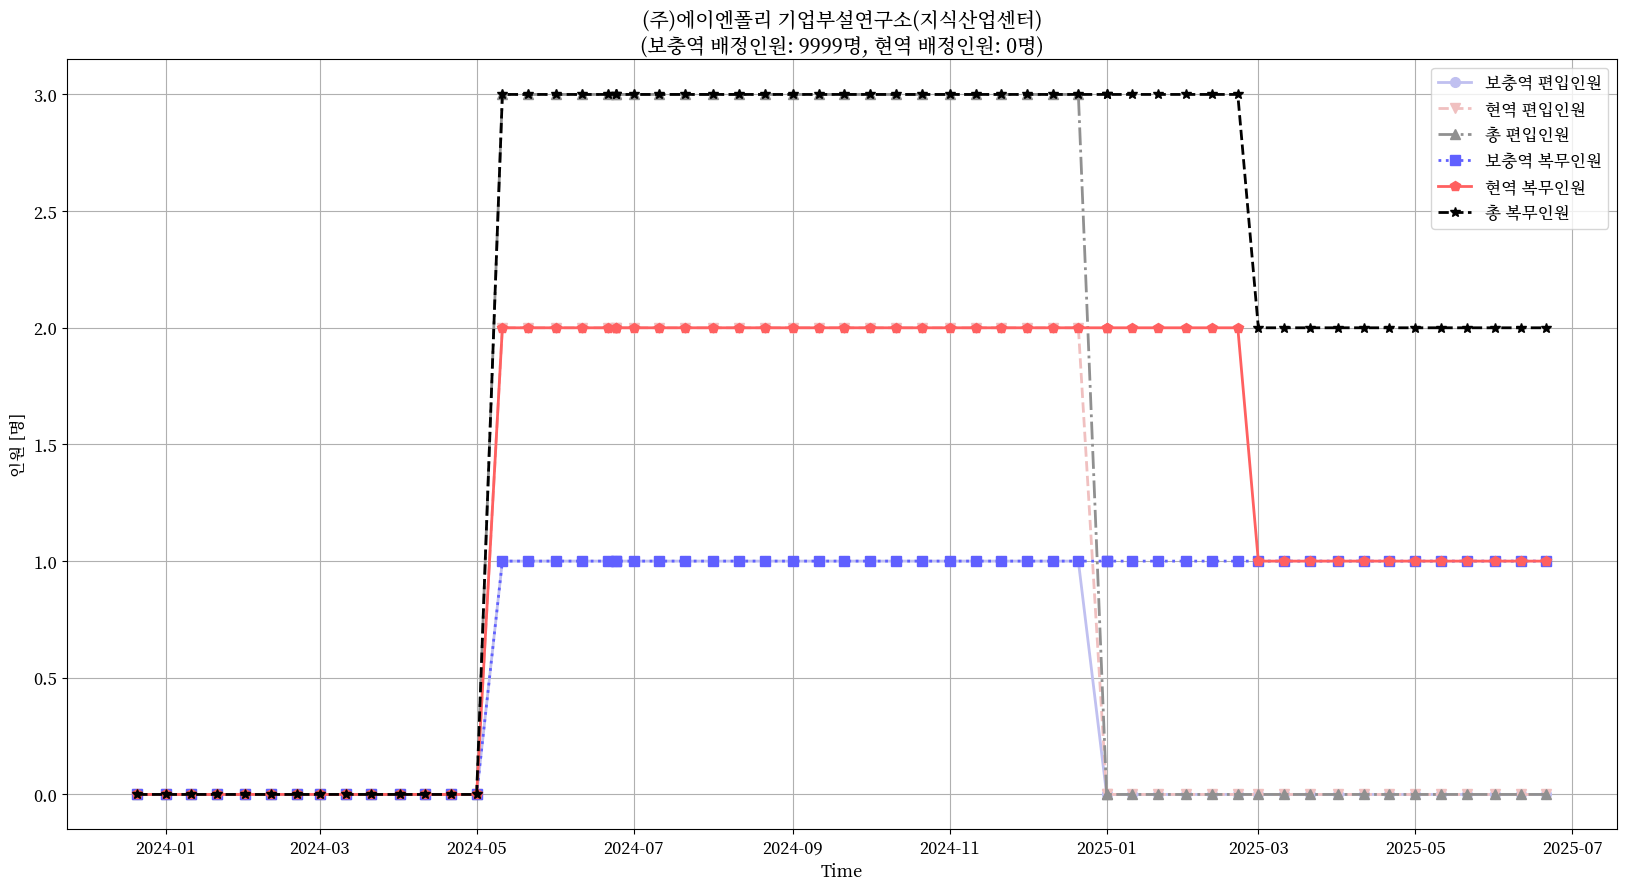 (주)에이엔폴리 기업부설연구소(지식산업센터)
(보충역 배정인원: 9999명, 현역 배정인원: 0명)
보충역 편입인원
현역 편입인원
총 편입인원
보충역 복무인원
현역 복무인원
총 복무인원
인원 [명]
3.0
2.5
2.0
1.5
1.0
0.5
0.0
2024-01
2024-03
2024-05
2024-07
2024-09
2024-11
2025-01
2025-03
2025-05
2025-07
Time